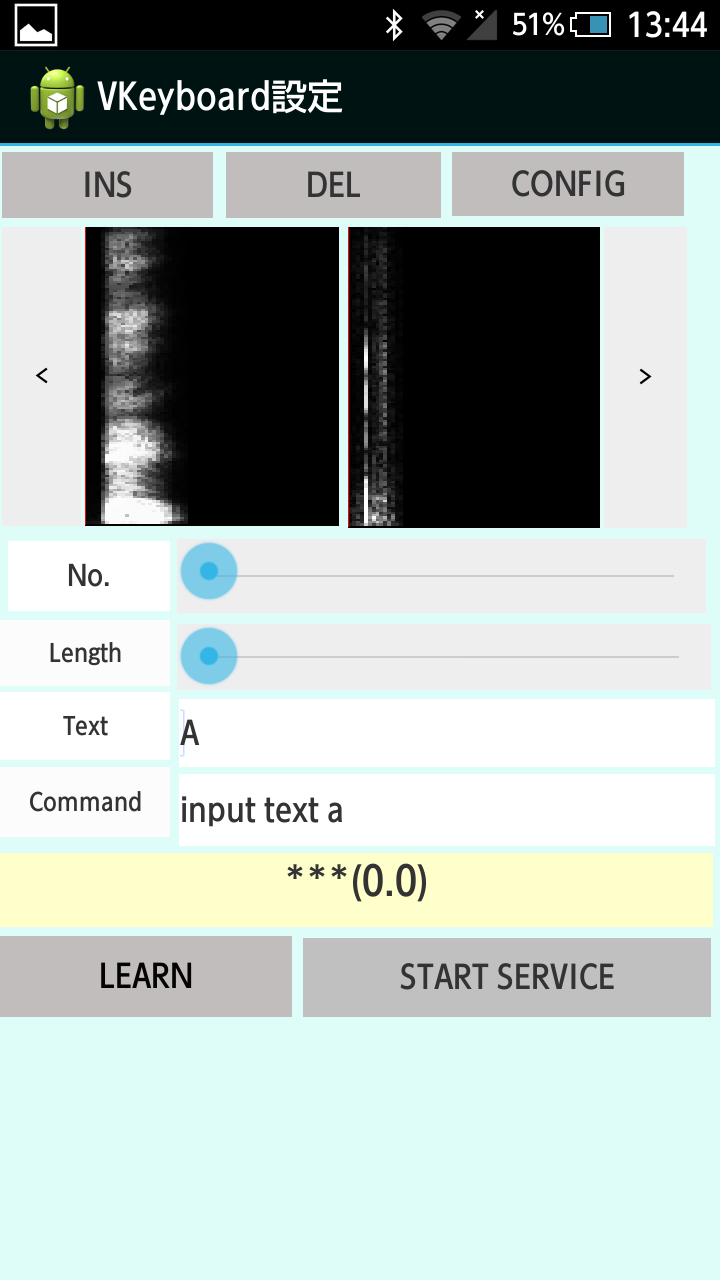 51% 13:44
VKeyboard設定
INS DEL CONFIG
< >
No.
Length
Text A
Command input text a
***(0.0)
LEARN START SERVICE